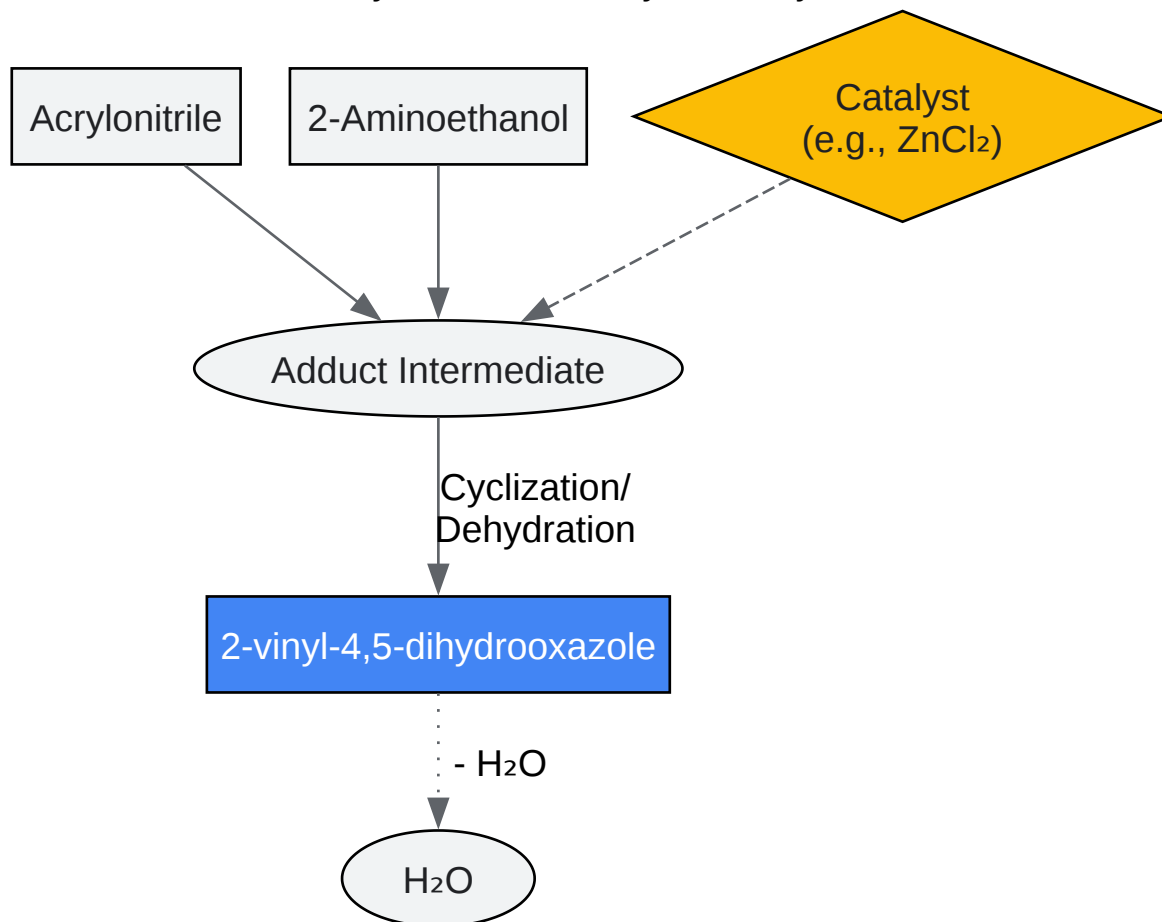 Acrylonitrile
2-Aminoethanol
Catalyst
(e.g., ZnCl₂)
Adduct Intermediate
Cyclization/
Dehydration
2-vinyl-4,5-dihydrooxazole
- H₂O
H₂O